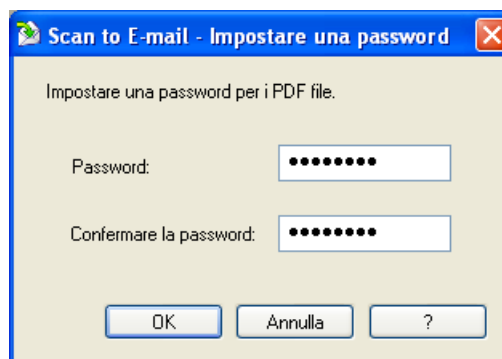 Scan to E-mail - Impostare una password
Impostare una password per i PDF file.
Password: ●●●●●●●●
Confermare la password: ●●●●●●●●
OK Annulla ?